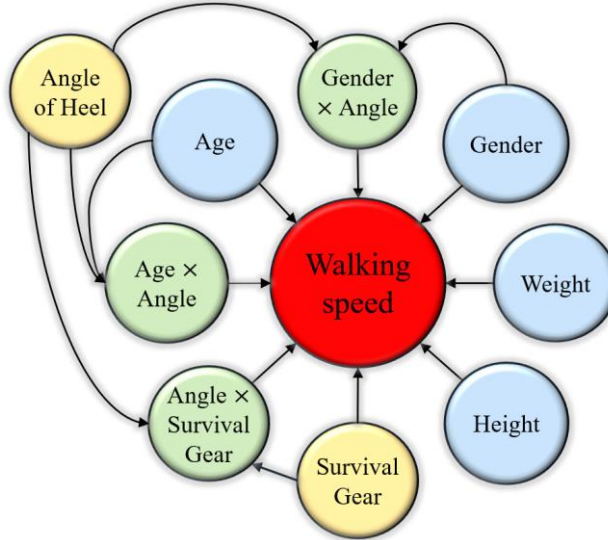 Angle
of Heel
Gender
× Angle
Age
Gender
Age ×
Angle
Walking
speed
Weight
Angle ×
Survival
Gear
Height
Survival
Gear